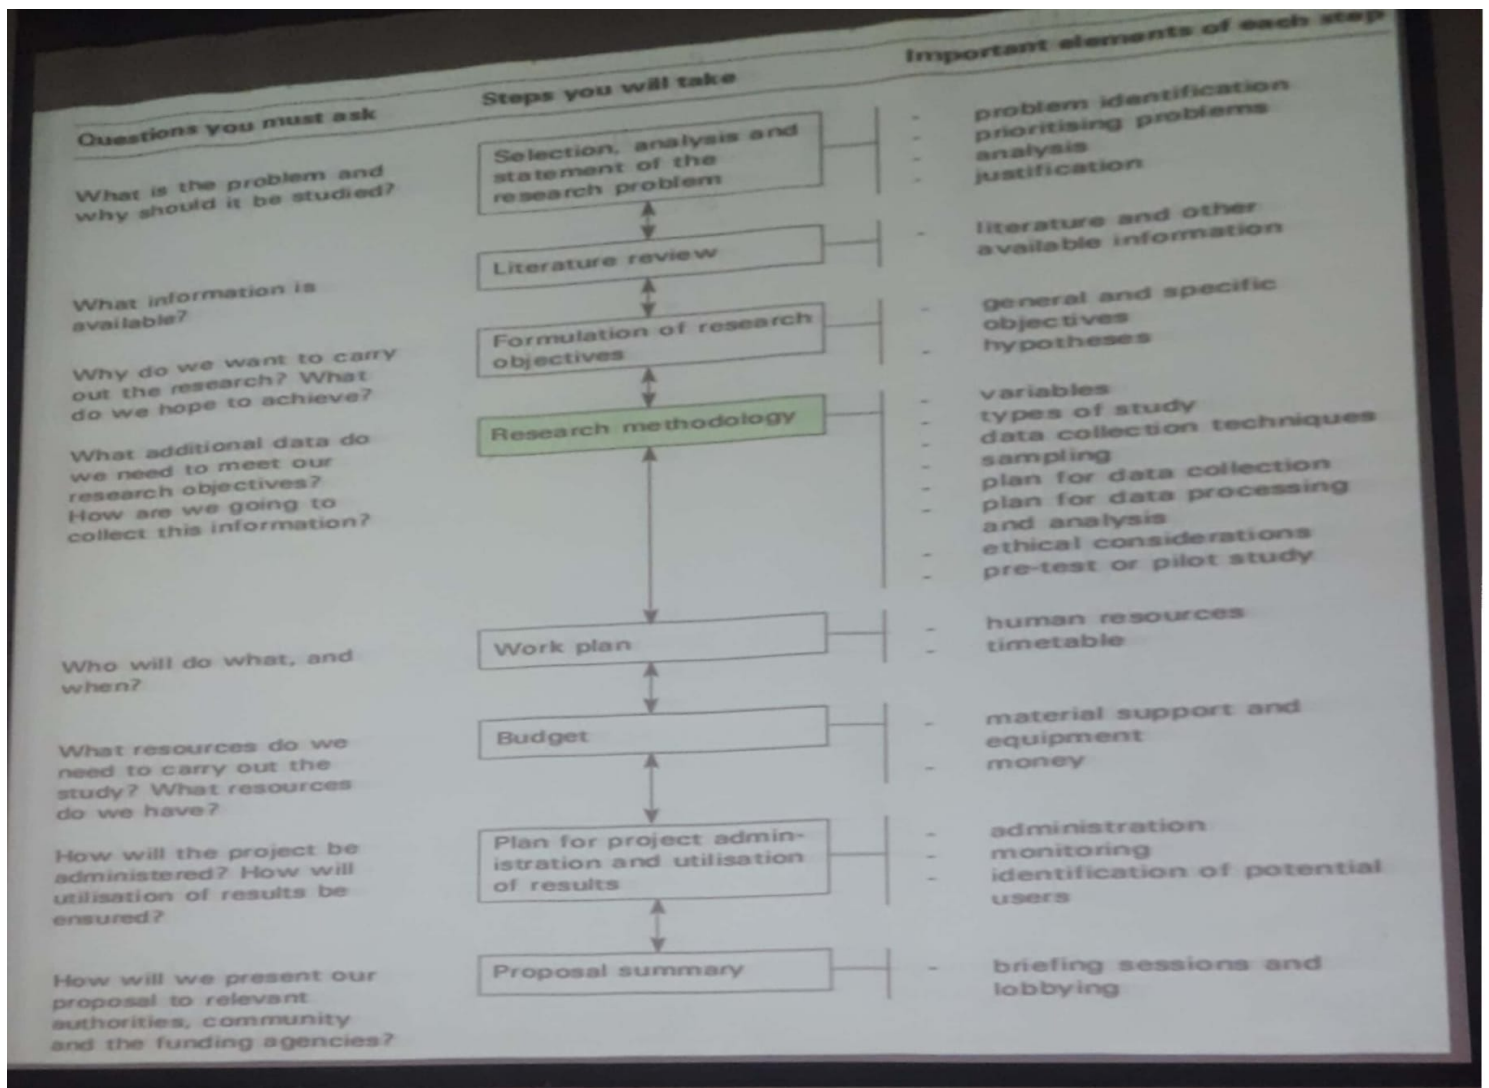 Questions you must ask
Steps you will take
Important elements of each step
What is the problem and
why should it be studied?
Selection, analysis and
statement of the
research problem
- problem identification
- prioritising problems
- analysis
- justification
What information is
available?
Literature review
- literature and other
available information
Why do we want to carry
out the research? What
do we hope to achieve?
Formulation of research
objectives
- general and specific
objectives
- hypotheses
What additional data do
we need to meet our
research objectives?
How are we going to
collect this information?
Research methodology
- variables
- types of study
- data collection techniques
- sampling
- plan for data collection
- plan for data processing
and analysis
- ethical considerations
- pre-test or pilot study
Who will do what, and
when?
Work plan
- human resources
- timetable
What resources do we
need to carry out the
study? What resources
do we have?
Budget
- material support and
equipment
- money
How will the project be
administered? How will
utilisation of results be
ensured?
Plan for project admin-
istration and utilisation
of results
- administration
- monitoring
- identification of potential
users
How will we present our
proposal to relevant
authorities, community
and the funding agencies?
Proposal summary
- briefing sessions and
lobbying